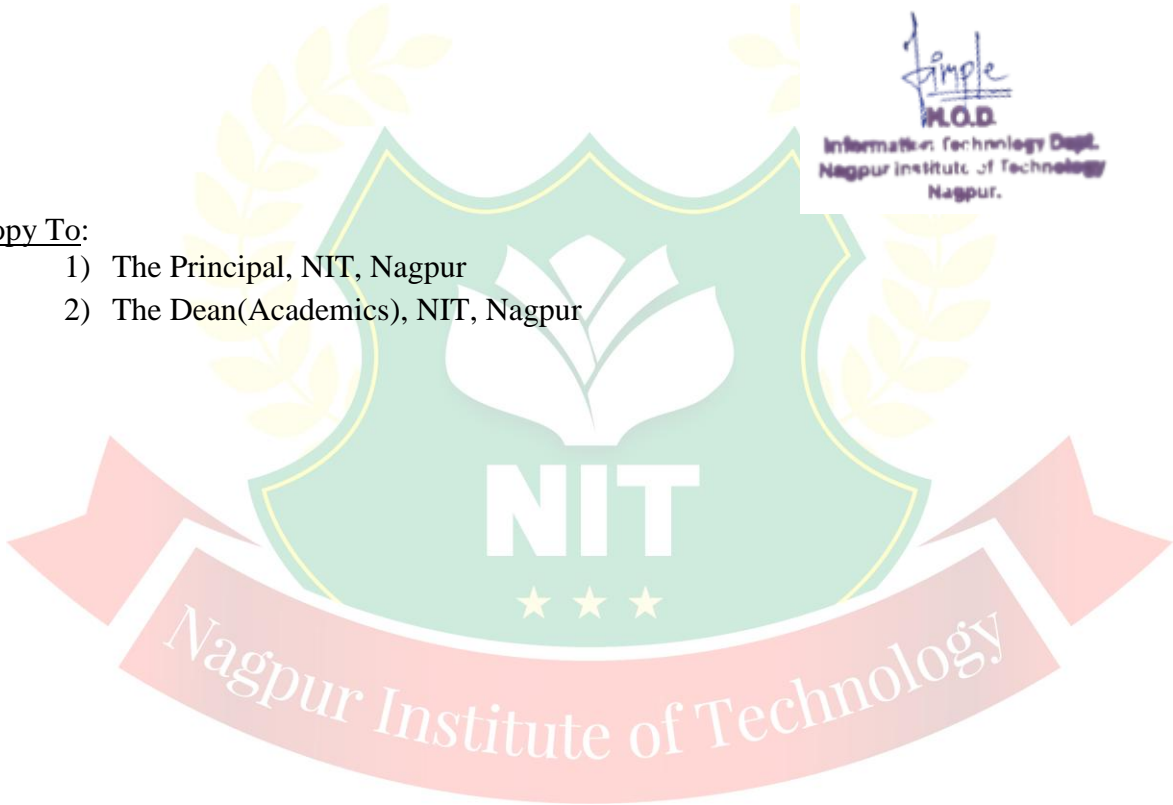 H.O.D.
Information Technology Dept.
Nagpur Institute of Technology
Nagpur.
opy To:
1) The Principal, NIT, Nagpur
2) The Dean(Academics), NIT, Nagpur
NIT
Nagpur Institute of Technology